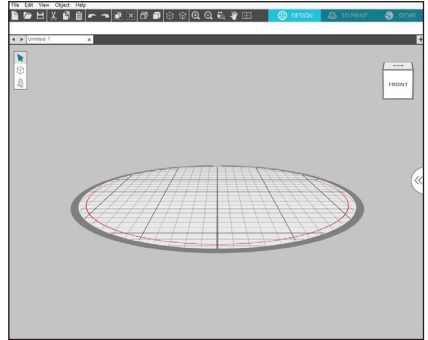 File Edit View Object Help
DESIGN 3D PRINT STORE
Untitled 1
FRONT